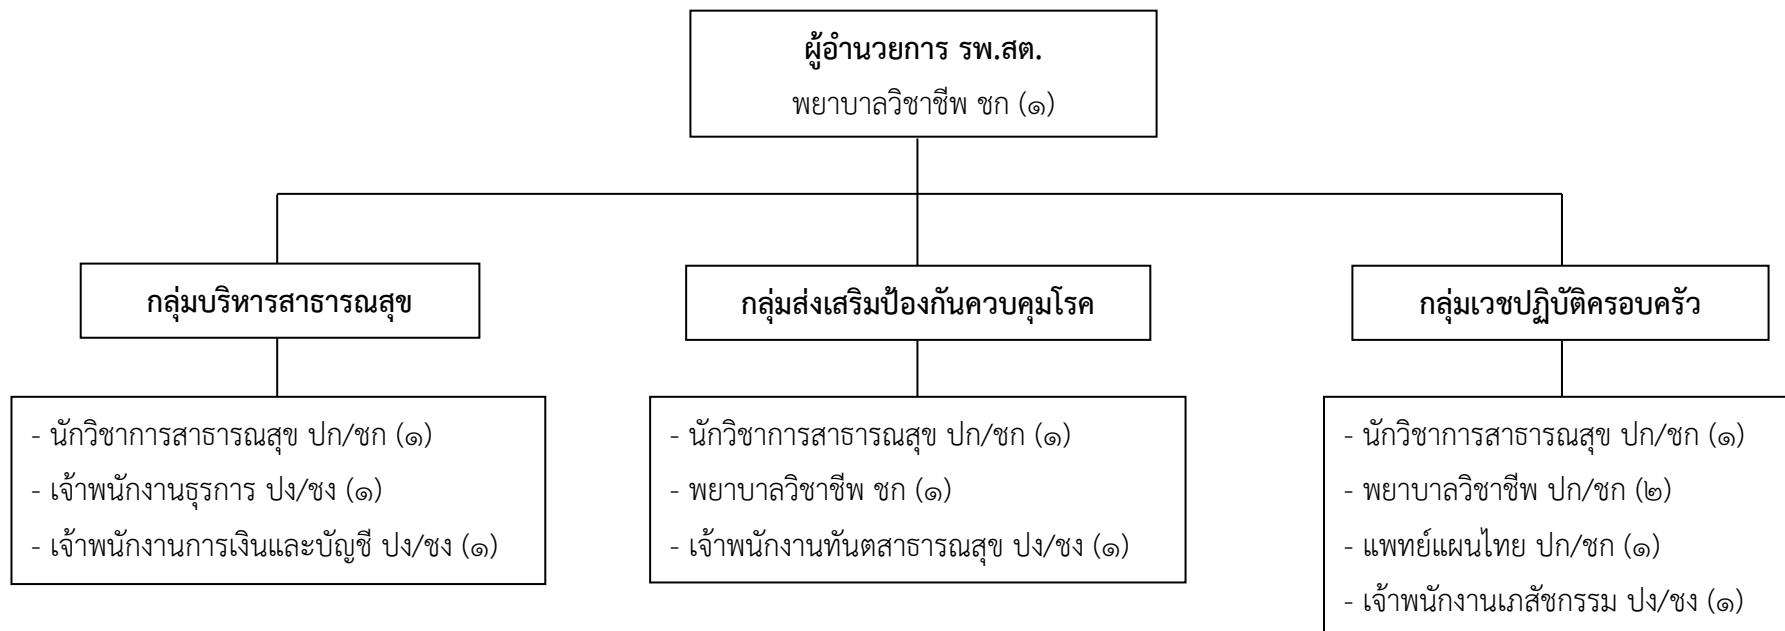 ผู้อำนวยการ รพ.สต.
พยาบาลวิชาชีพ ชก (๑)
กลุ่มบริหารสาธารณสุข
- นักวิชาการสาธารณสุข ปก/ชก (๑)
- เจ้าพนักงานธุรการ ปง/ชง (๑)
- เจ้าพนักงานการเงินและบัญชี ปง/ชง (๑)
กลุ่มส่งเสริมป้องกันควบคุมโรค
- นักวิชาการสาธารณสุข ปก/ชก (๑)
- พยาบาลวิชาชีพ ชก (๑)
- เจ้าพนักงานทันตสาธารณสุข ปง/ชง (๑)
กลุ่มเวชปฏิบัติครอบครัว
- นักวิชาการสาธารณสุข ปก/ชก (๑)
- พยาบาลวิชาชีพ ปก/ชก (๒)
- แพทย์แผนไทย ปก/ชก (๑)
- เจ้าพนักงานเภสัชกรรม ปง/ชง (๑)